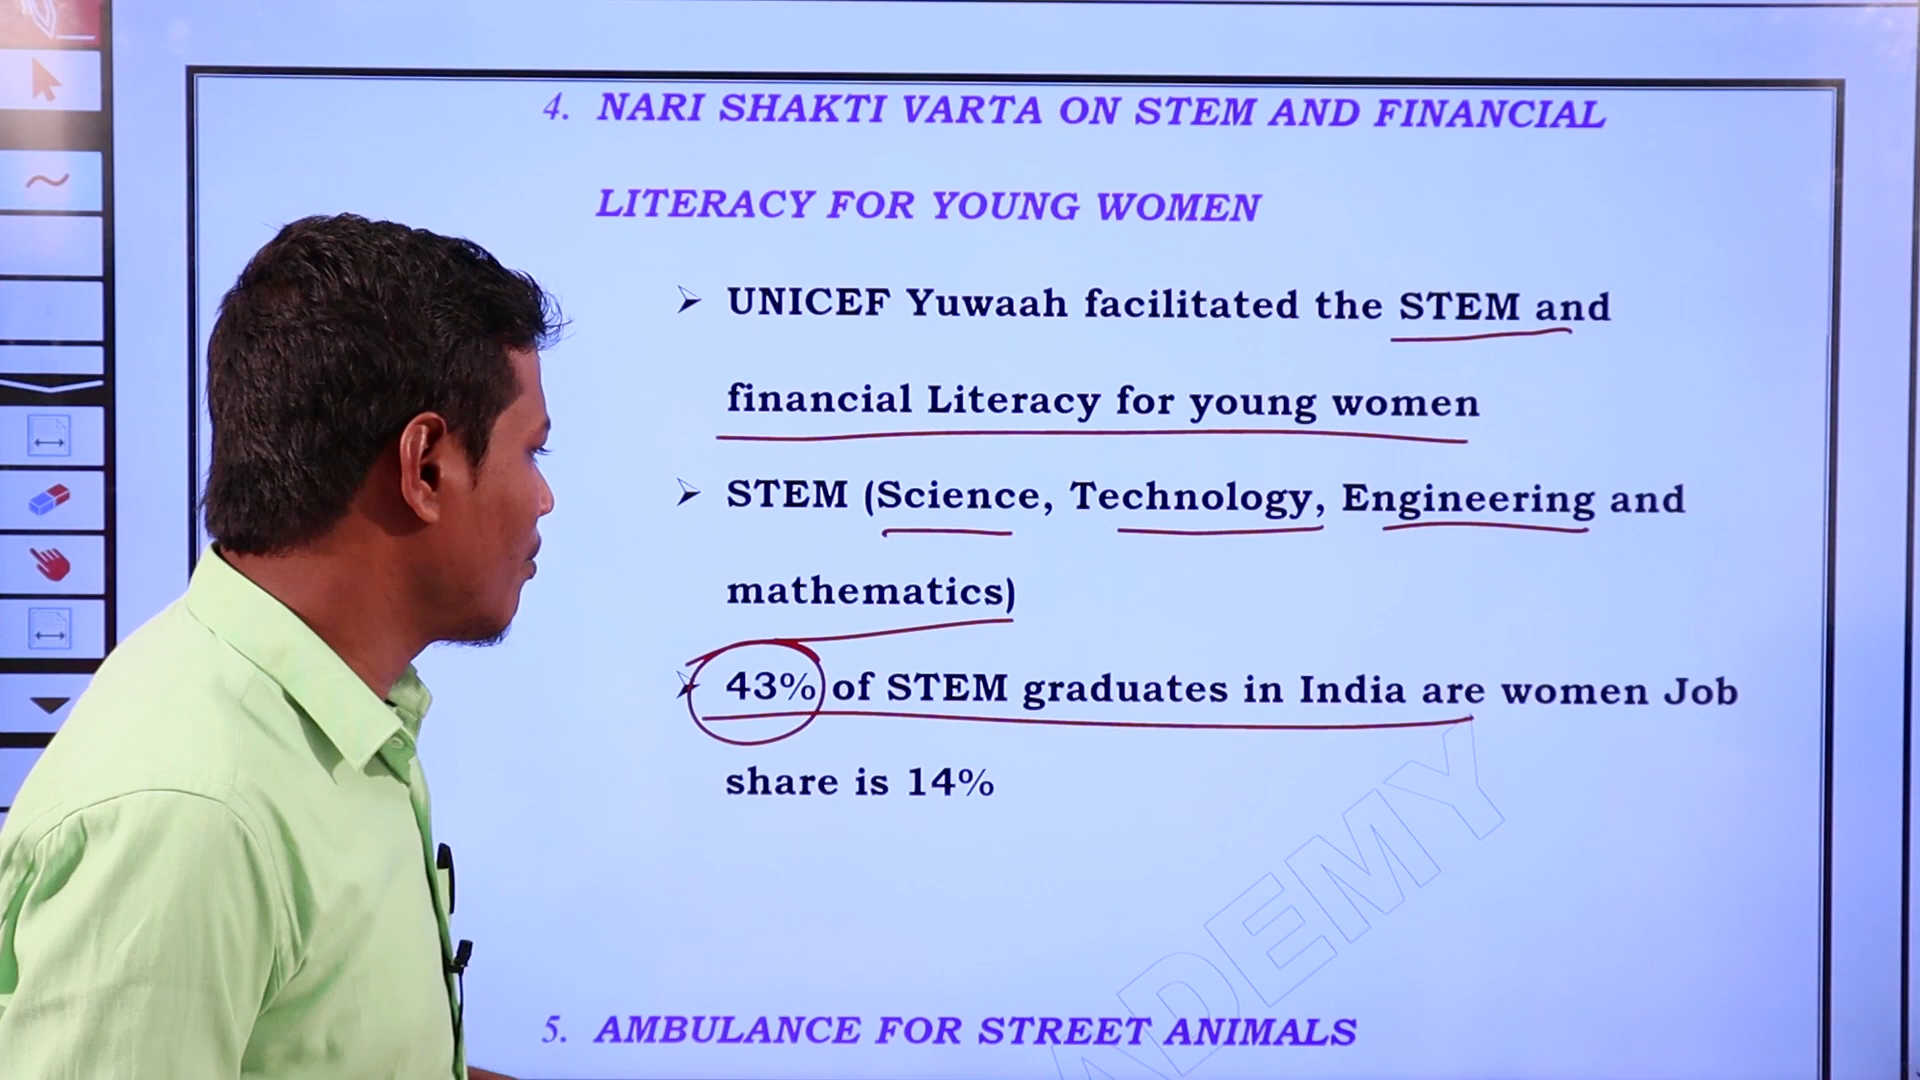 4. NARI SHAKTI VARTA ON STEM AND FINANCIAL
LITERACY FOR YOUNG WOMEN
➢ UNICEF Yuwaah facilitated the STEM and
financial Literacy for young women
➢ STEM (Science, Technology, Engineering and
mathematics)
➢ 43% of STEM graduates in India are women Job
share is 14%
5. AMBULANCE FOR STREET ANIMALS